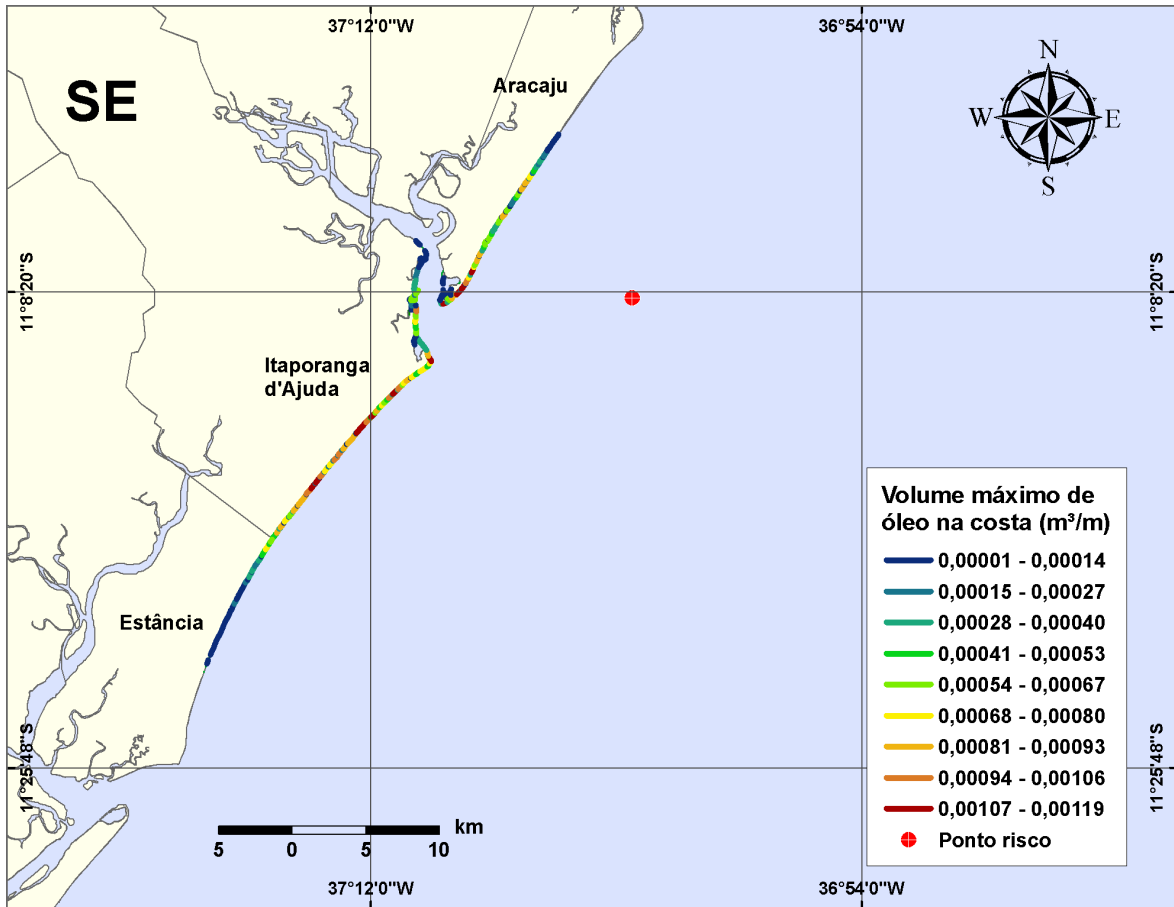 37°12'0"W
36°54'0"W
SE
Aracaju
N
W
E
S
11°8'20"S
11°8'20"S
Itaporanga
d'Ajuda
Estância
Volume máximo de
óleo na costa (m³/m)
0,00001 - 0,00014
0,00015 - 0,00027
0,00028 - 0,00040
0,00041 - 0,00053
0,00054 - 0,00067
0,00068 - 0,00080
0,00081 - 0,00093
0,00094 - 0,00106
0,00107 - 0,00119
Ponto risco
11°25'48"S
11°25'48"S
km
5 0 5 10
37°12'0"W
36°54'0"W